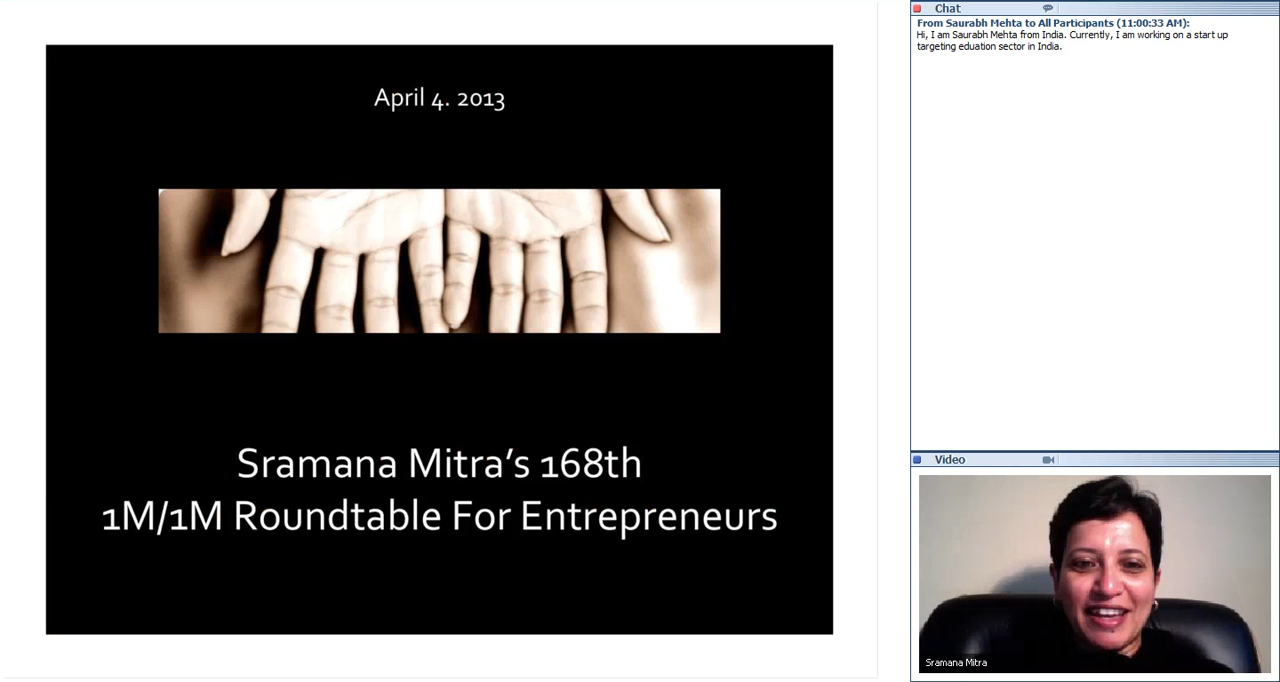 April 4. 2013
Sramana Mitra's 168th
1M/1M Roundtable For Entrepreneurs
Chat
From Saurabh Mehta to All Participants (11:00:33 AM):
Hi, I am Saurabh Mehta from India. Currently, I am working on a start up
targeting eduation sector in India.
Video
Sramana Mitra